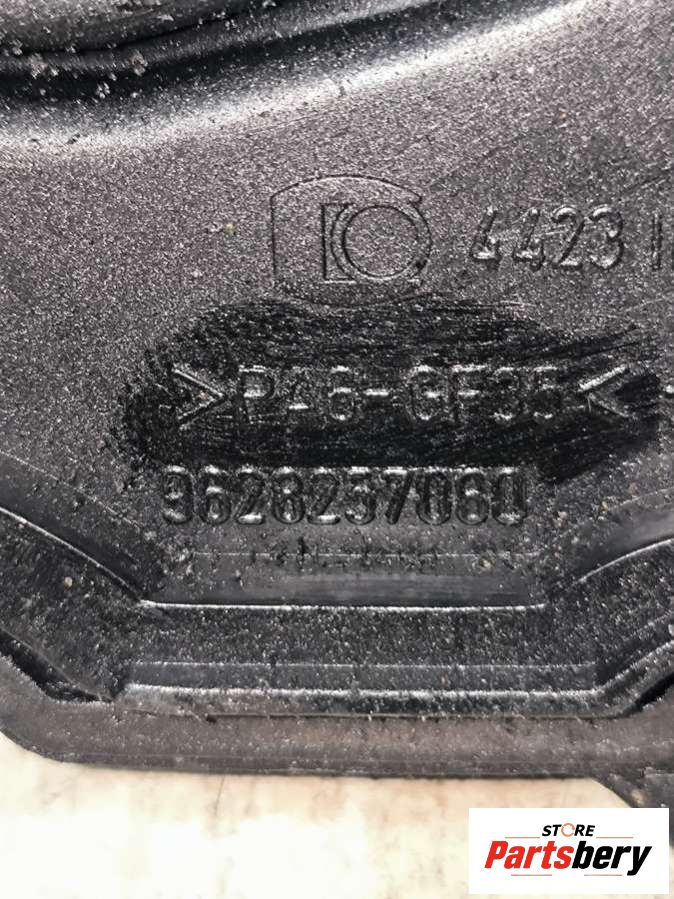 4423
>PA6-GF35<
9628257080
STORE
Partsbery